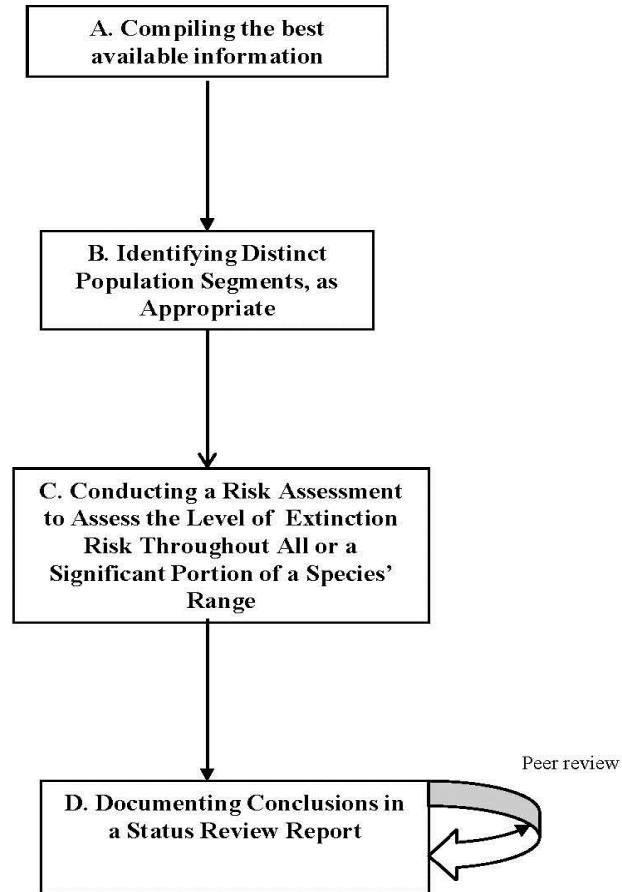 A. Compiling the best
available information
B. Identifying Distinct
Population Segments, as
Appropriate
C. Conducting a Risk Assessment
to Assess the Level of Extinction
Risk Throughout All or a
Significant Portion of a Species’
Range
Peer review
D. Documenting Conclusions in
a Status Review Report